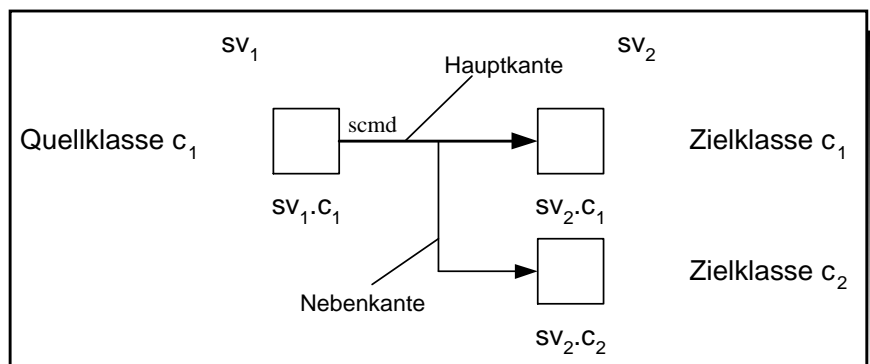 sv₁ sv₂
Hauptkante
scmd
Quellklasse c₁ Zielklasse c₁
sv₁.c₁ sv₂.c₁
Zielklasse c₂
Nebenkante
sv₂.c₂